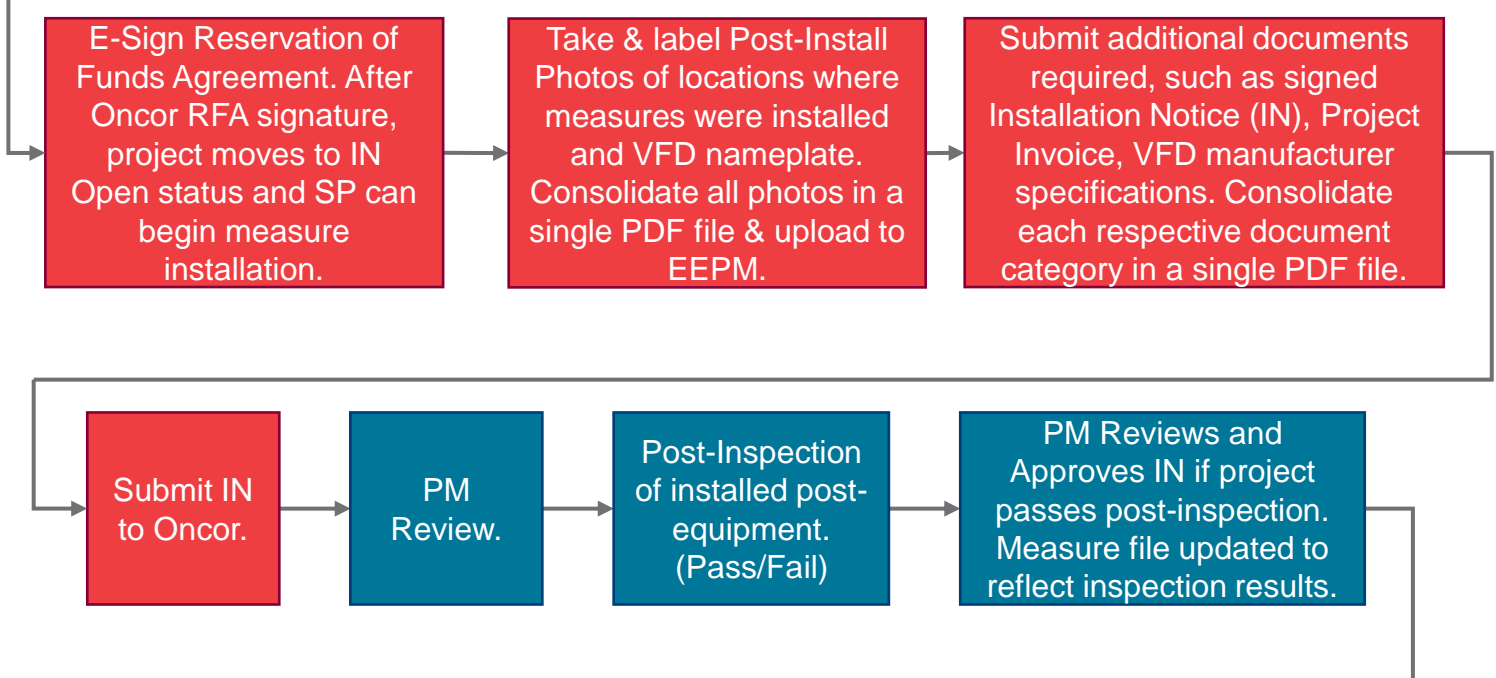 E-Sign Reservation of
Funds Agreement. After
Oncor RFA signature,
project moves to IN
Open status and SP can
begin measure
installation.
Take & label Post-Install
Photos of locations where
measures were installed
and VFD nameplate.
Consolidate all photos in a
single PDF file & upload to
EEPM.
Submit additional documents
required, such as signed
Installation Notice (IN), Project
Invoice, VFD manufacturer
specifications. Consolidate
each respective document
category in a single PDF file.
Submit IN
to Oncor.
PM
Review.
Post-Inspection
of installed post-
equipment.
(Pass/Fail)
PM Reviews and
Approves IN if project
passes post-inspection.
Measure file updated to
reflect inspection results.